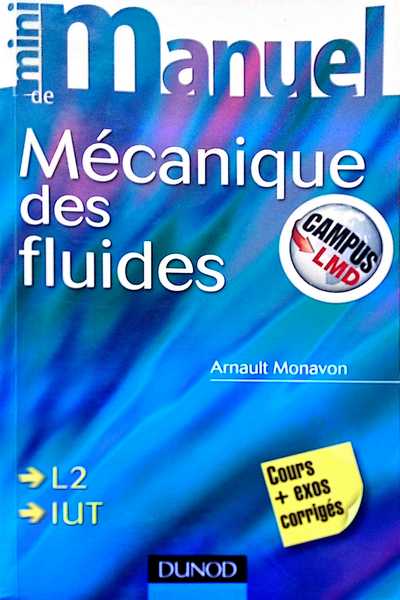 mini
manuel
de
Mécanique
des
fluides
CAMPUS
LMD
Arnault Monavon
L2
IUT
Cours
+ exos
corrigés
DUNOD